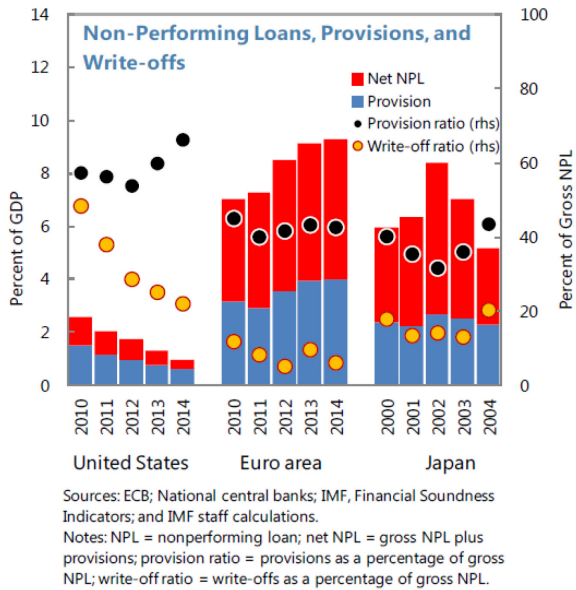 Non-Performing Loans, Provisions, and
Write-offs
14
12
10
8
6
4
2
0
Percent of GDP
100
80
60
40
20
0
Percent of Gross NPL
Net NPL
Provision
Provision ratio (rhs)
Write-off ratio (rhs)
2010
2011
2012
2013
2014
2010
2011
2012
2013
2014
2000
2001
2002
2003
2004
United States
Euro area
Japan
Sources: ECB; National central banks; IMF, Financial Soundness
Indicators; and IMF staff calculations.
Notes: NPL = nonperforming loan; net NPL = gross NPL plus
provisions; provision ratio = provisions as a percentage of gross
NPL; write-off ratio = write-offs as a percentage of gross NPL.